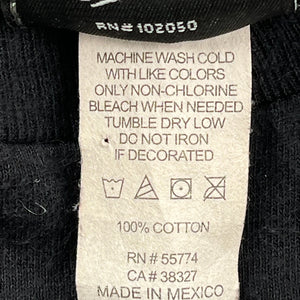 RN#102050
MACHINE WASH COLD
WITH LIKE COLORS
ONLY NON-CHLORINE
BLEACH WHEN NEEDED
TUMBLE DRY LOW
DO NOT IRON
IF DECORATED
100% COTTON
RN# 55774
CA# 38327
MADE IN MEXICO